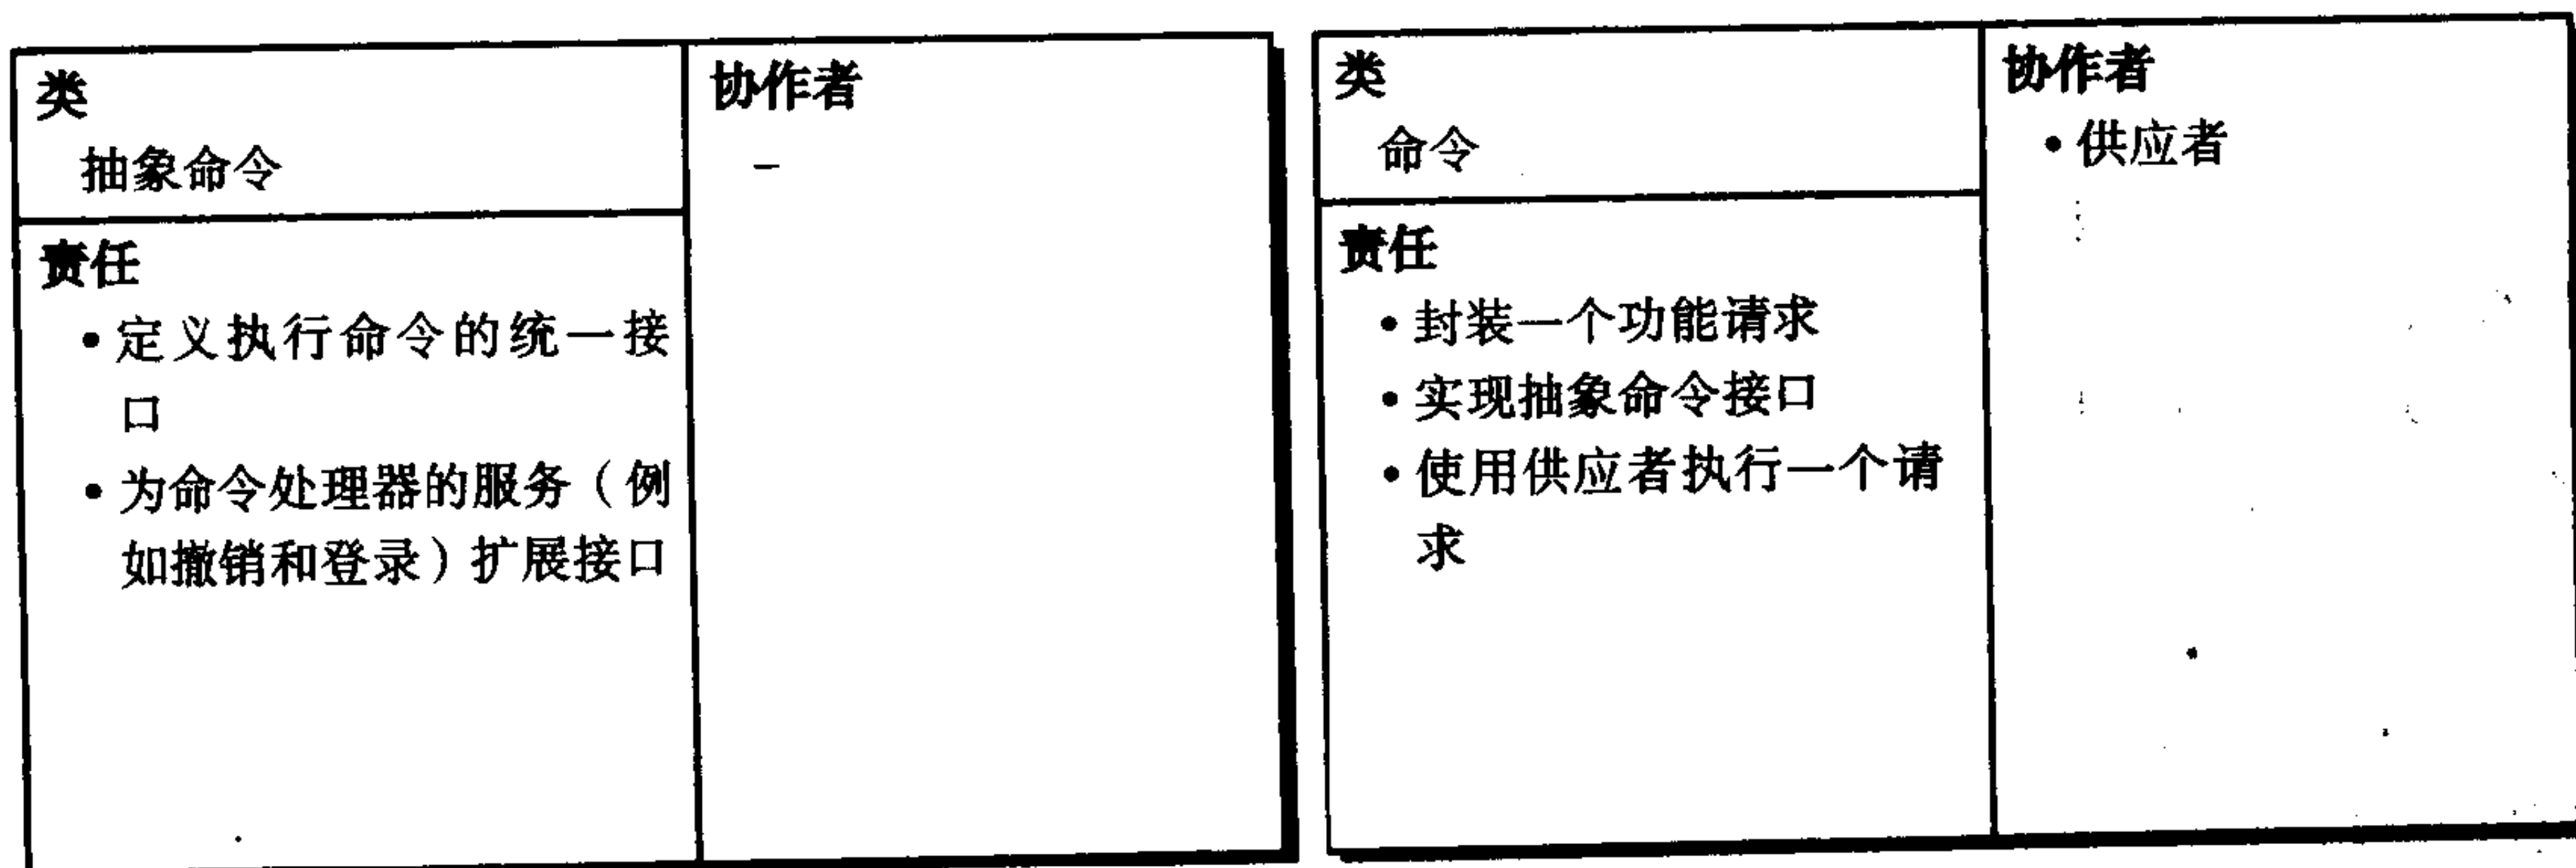 类
抽象命令
协作者
–
责任
• 定义执行命令的统一接
口
• 为命令处理器的服务（例
如撤销和登录）扩展接口
类
命令
协作者
• 供应者
责任
• 封装一个功能请求
• 实现抽象命令接口
• 使用供应者执行一个请
求